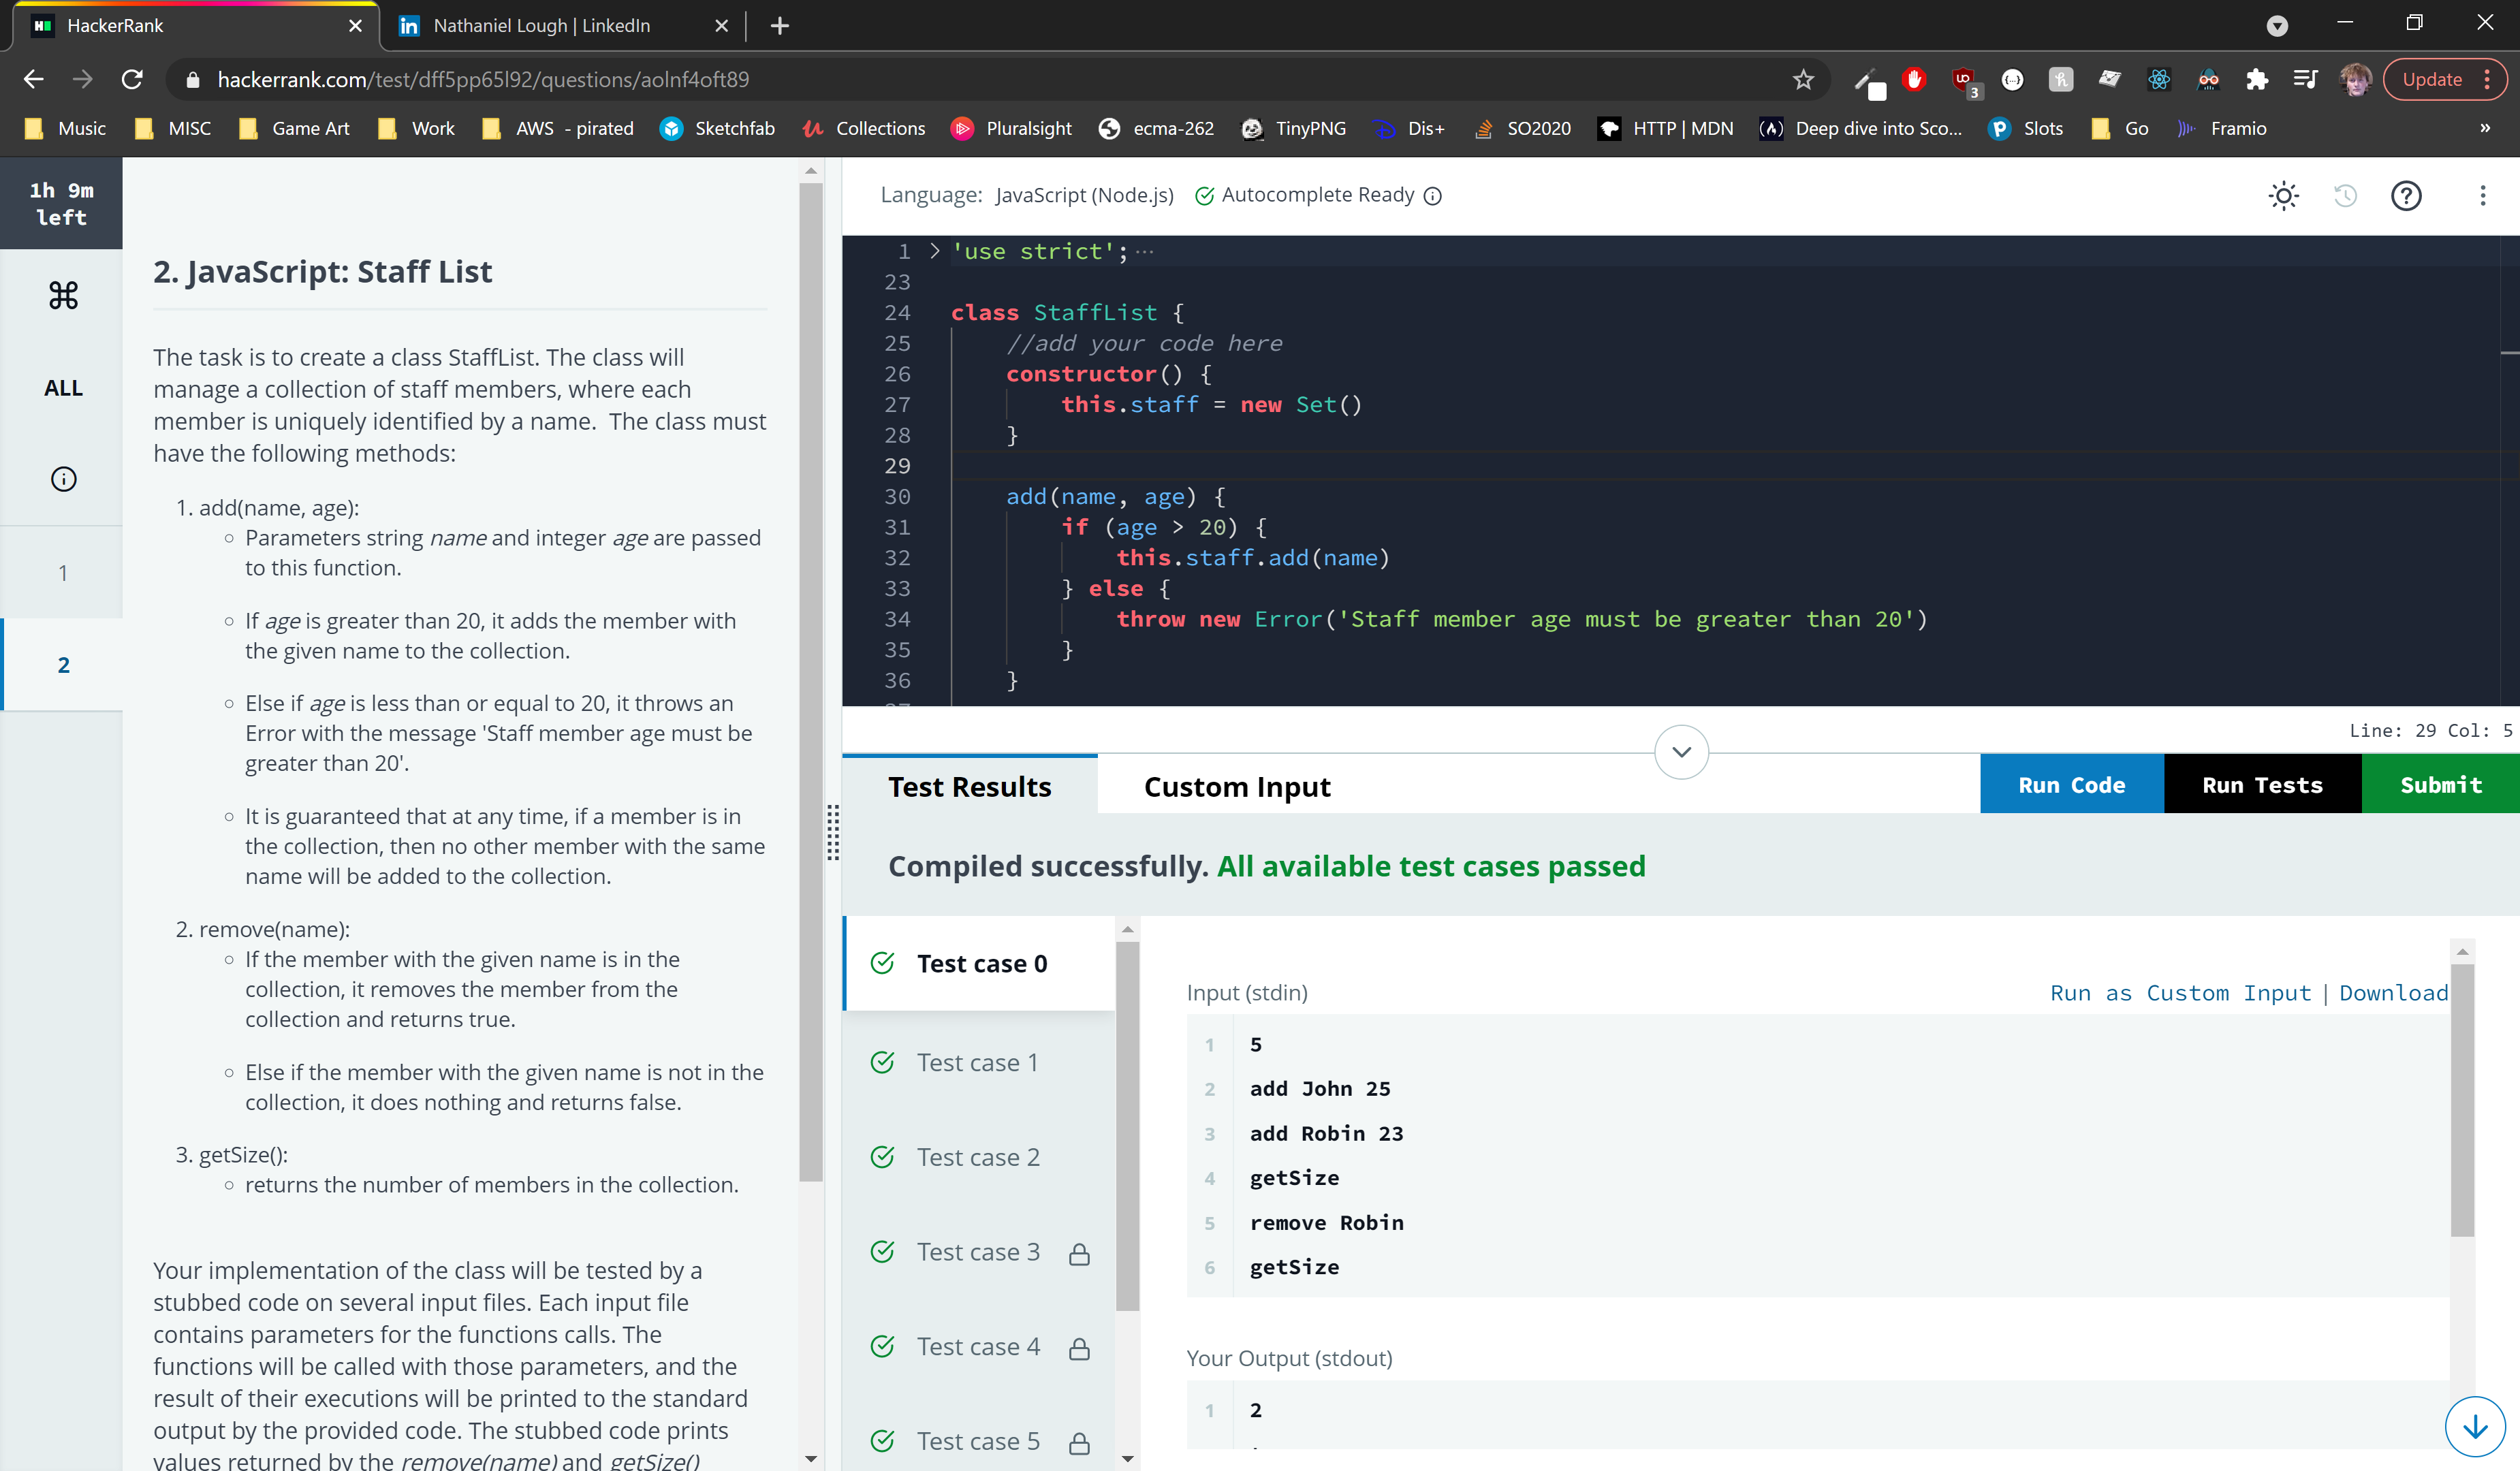 HackerRank
Nathaniel Lough | LinkedIn
hackerrank.com/test/dff5pp65l92/questions/aolnf4oft89
3
Update
Music
MISC
Game Art
Work
AWS - pirated
Sketchfab
Collections
Pluralsight
ecma-262
TinyPNG
Dis+
SO2020
HTTP | MDN
Deep dive into Sco...
Slots
Go
Framio
»
1h 9m
left
ALL
1
2
2. JavaScript: Staff List
The task is to create a class StaffList. The class will
manage a collection of staff members, where each
member is uniquely identified by a name. The class must
have the following methods:
1. add(name, age):
Parameters string name and integer age are passed
to this function.
If age is greater than 20, it adds the member with
the given name to the collection.
Else if age is less than or equal to 20, it throws an
Error with the message 'Staff member age must be
greater than 20'.
It is guaranteed that at any time, if a member is in
the collection, then no other member with the same
name will be added to the collection.
2. remove(name):
If the member with the given name is in the
collection, it removes the member from the
collection and returns true.
Else if the member with the given name is not in the
collection, it does nothing and returns false.
3. getSize():
returns the number of members in the collection.
Your implementation of the class will be tested by a
stubbed code on several input files. Each input file
contains parameters for the functions calls. The
functions will be called with those parameters, and the
result of their executions will be printed to the standard
output by the provided code. The stubbed code prints
values returned by the remove(name) and getSize()
Language: JavaScript (Node.js) Autocomplete Ready
1 'use strict';···
23
24 class StaffList {
25 //add your code here
26 constructor() {
27 this.staff = new Set()
28 }
29
30 add(name, age) {
31 if (age > 20) {
32 this.staff.add(name)
33 } else {
34 throw new Error('Staff member age must be greater than 20')
35 }
36 }
Line: 29 Col: 5
Test Results
Custom Input
Run Code
Run Tests
Submit
Compiled successfully. All available test cases passed
Test case 0
Test case 1
Test case 2
Test case 3
Test case 4
Test case 5
Input (stdin)
Run as Custom Input | Download
1 5
2 add John 25
3 add Robin 23
4 getSize
5 remove Robin
6 getSize
Your Output (stdout)
1 2